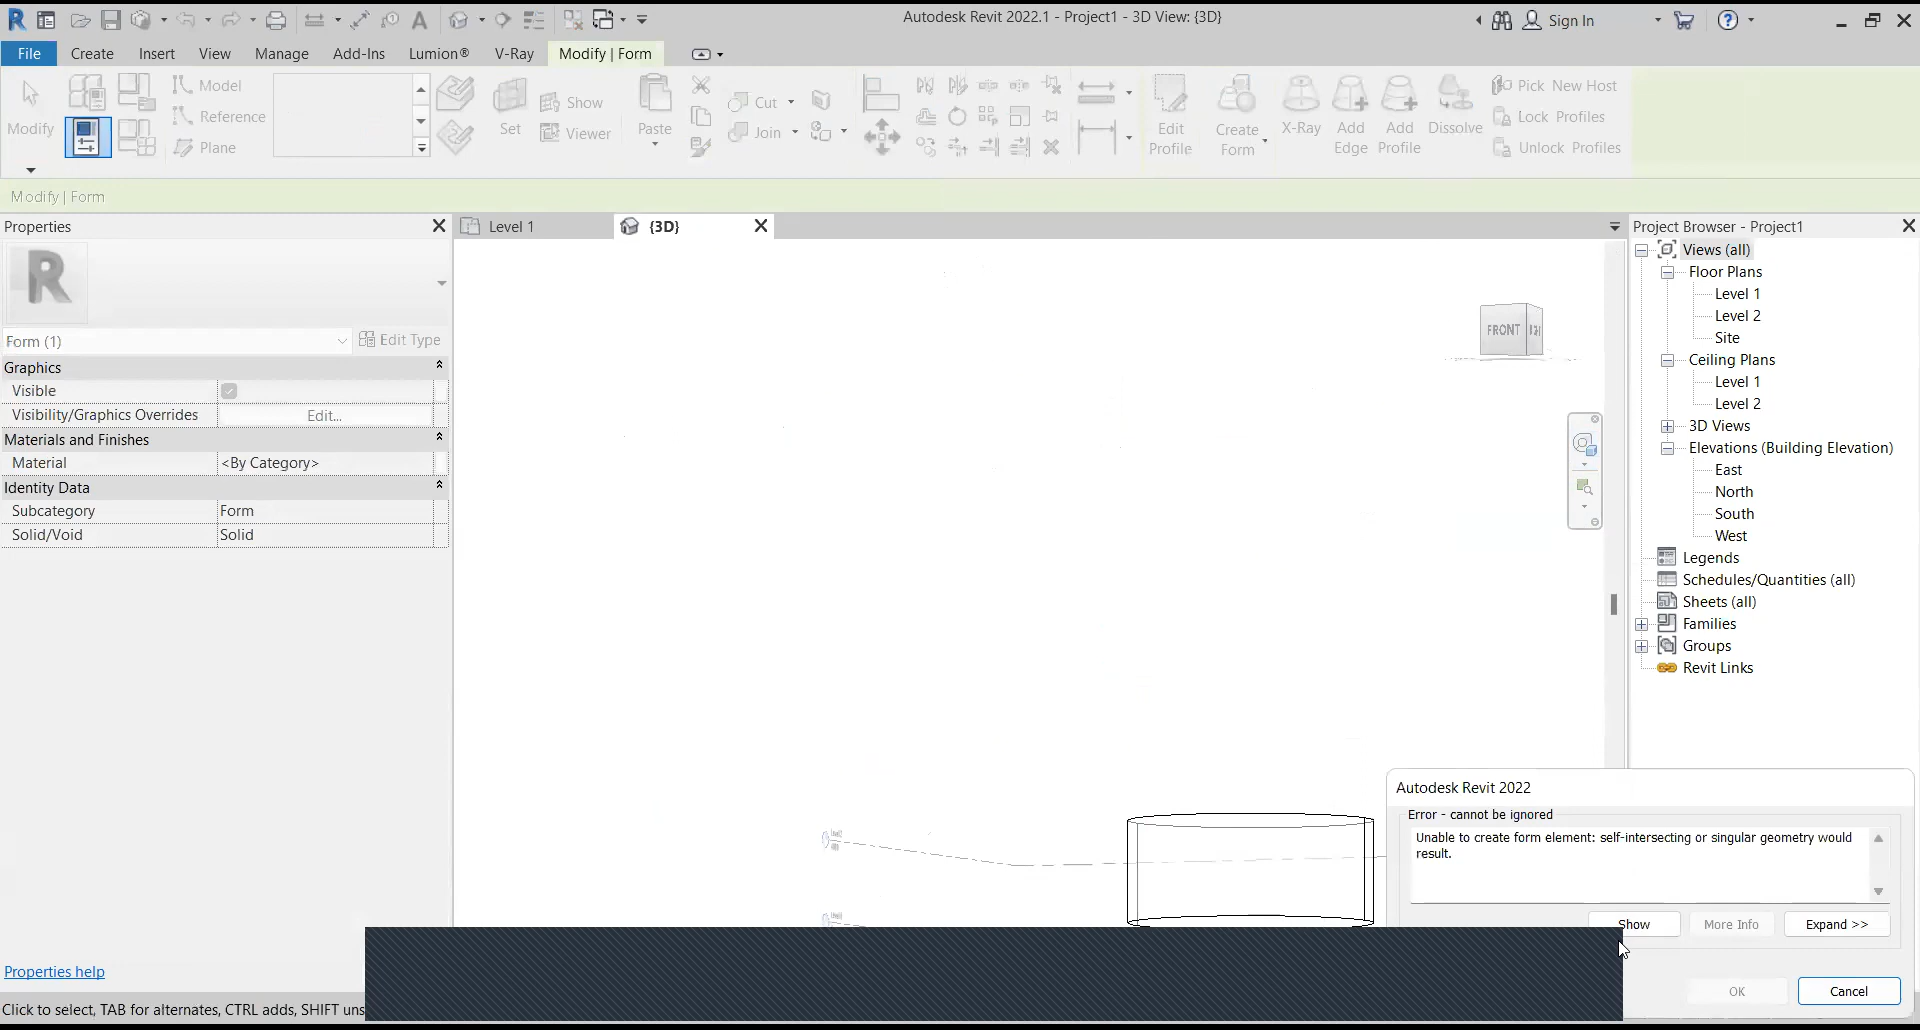 Autodesk Revit 2022.1 - Project1 - 3D View: {3D}
Sign In
File
Create
Insert
View
Manage
Add-Ins
Lumion®
V-Ray
Modify | Form
Modify
Model
Reference
Plane
Set
Show
Viewer
Paste
Cut
Join
Edit
Profile
Create
Form
X-Ray
Add
Edge
Add
Profile
Dissolve
Pick New Host
Lock Profiles
Unlock Profiles
Modify | Form
Properties
Form (1)
Edit Type
Graphics
Visible
Visibility/Graphics Overrides
Edit...
Materials and Finishes
Material
<By Category>
Identity Data
Subcategory
Form
Solid/Void
Solid
Properties help
Click to select, TAB for alternates, CTRL adds, SHIFT uns
Level 1
{3D}
FRONT
Project Browser - Project1
Views (all)
Floor Plans
Level 1
Level 2
Site
Ceiling Plans
Level 1
Level 2
3D Views
Elevations (Building Elevation)
East
North
South
West
Legends
Schedules/Quantities (all)
Sheets (all)
Families
Groups
Revit Links
Autodesk Revit 2022
Error - cannot be ignored
Unable to create form element: self-intersecting or singular geometry would
result.
Show
More Info
Expand >>
OK
Cancel